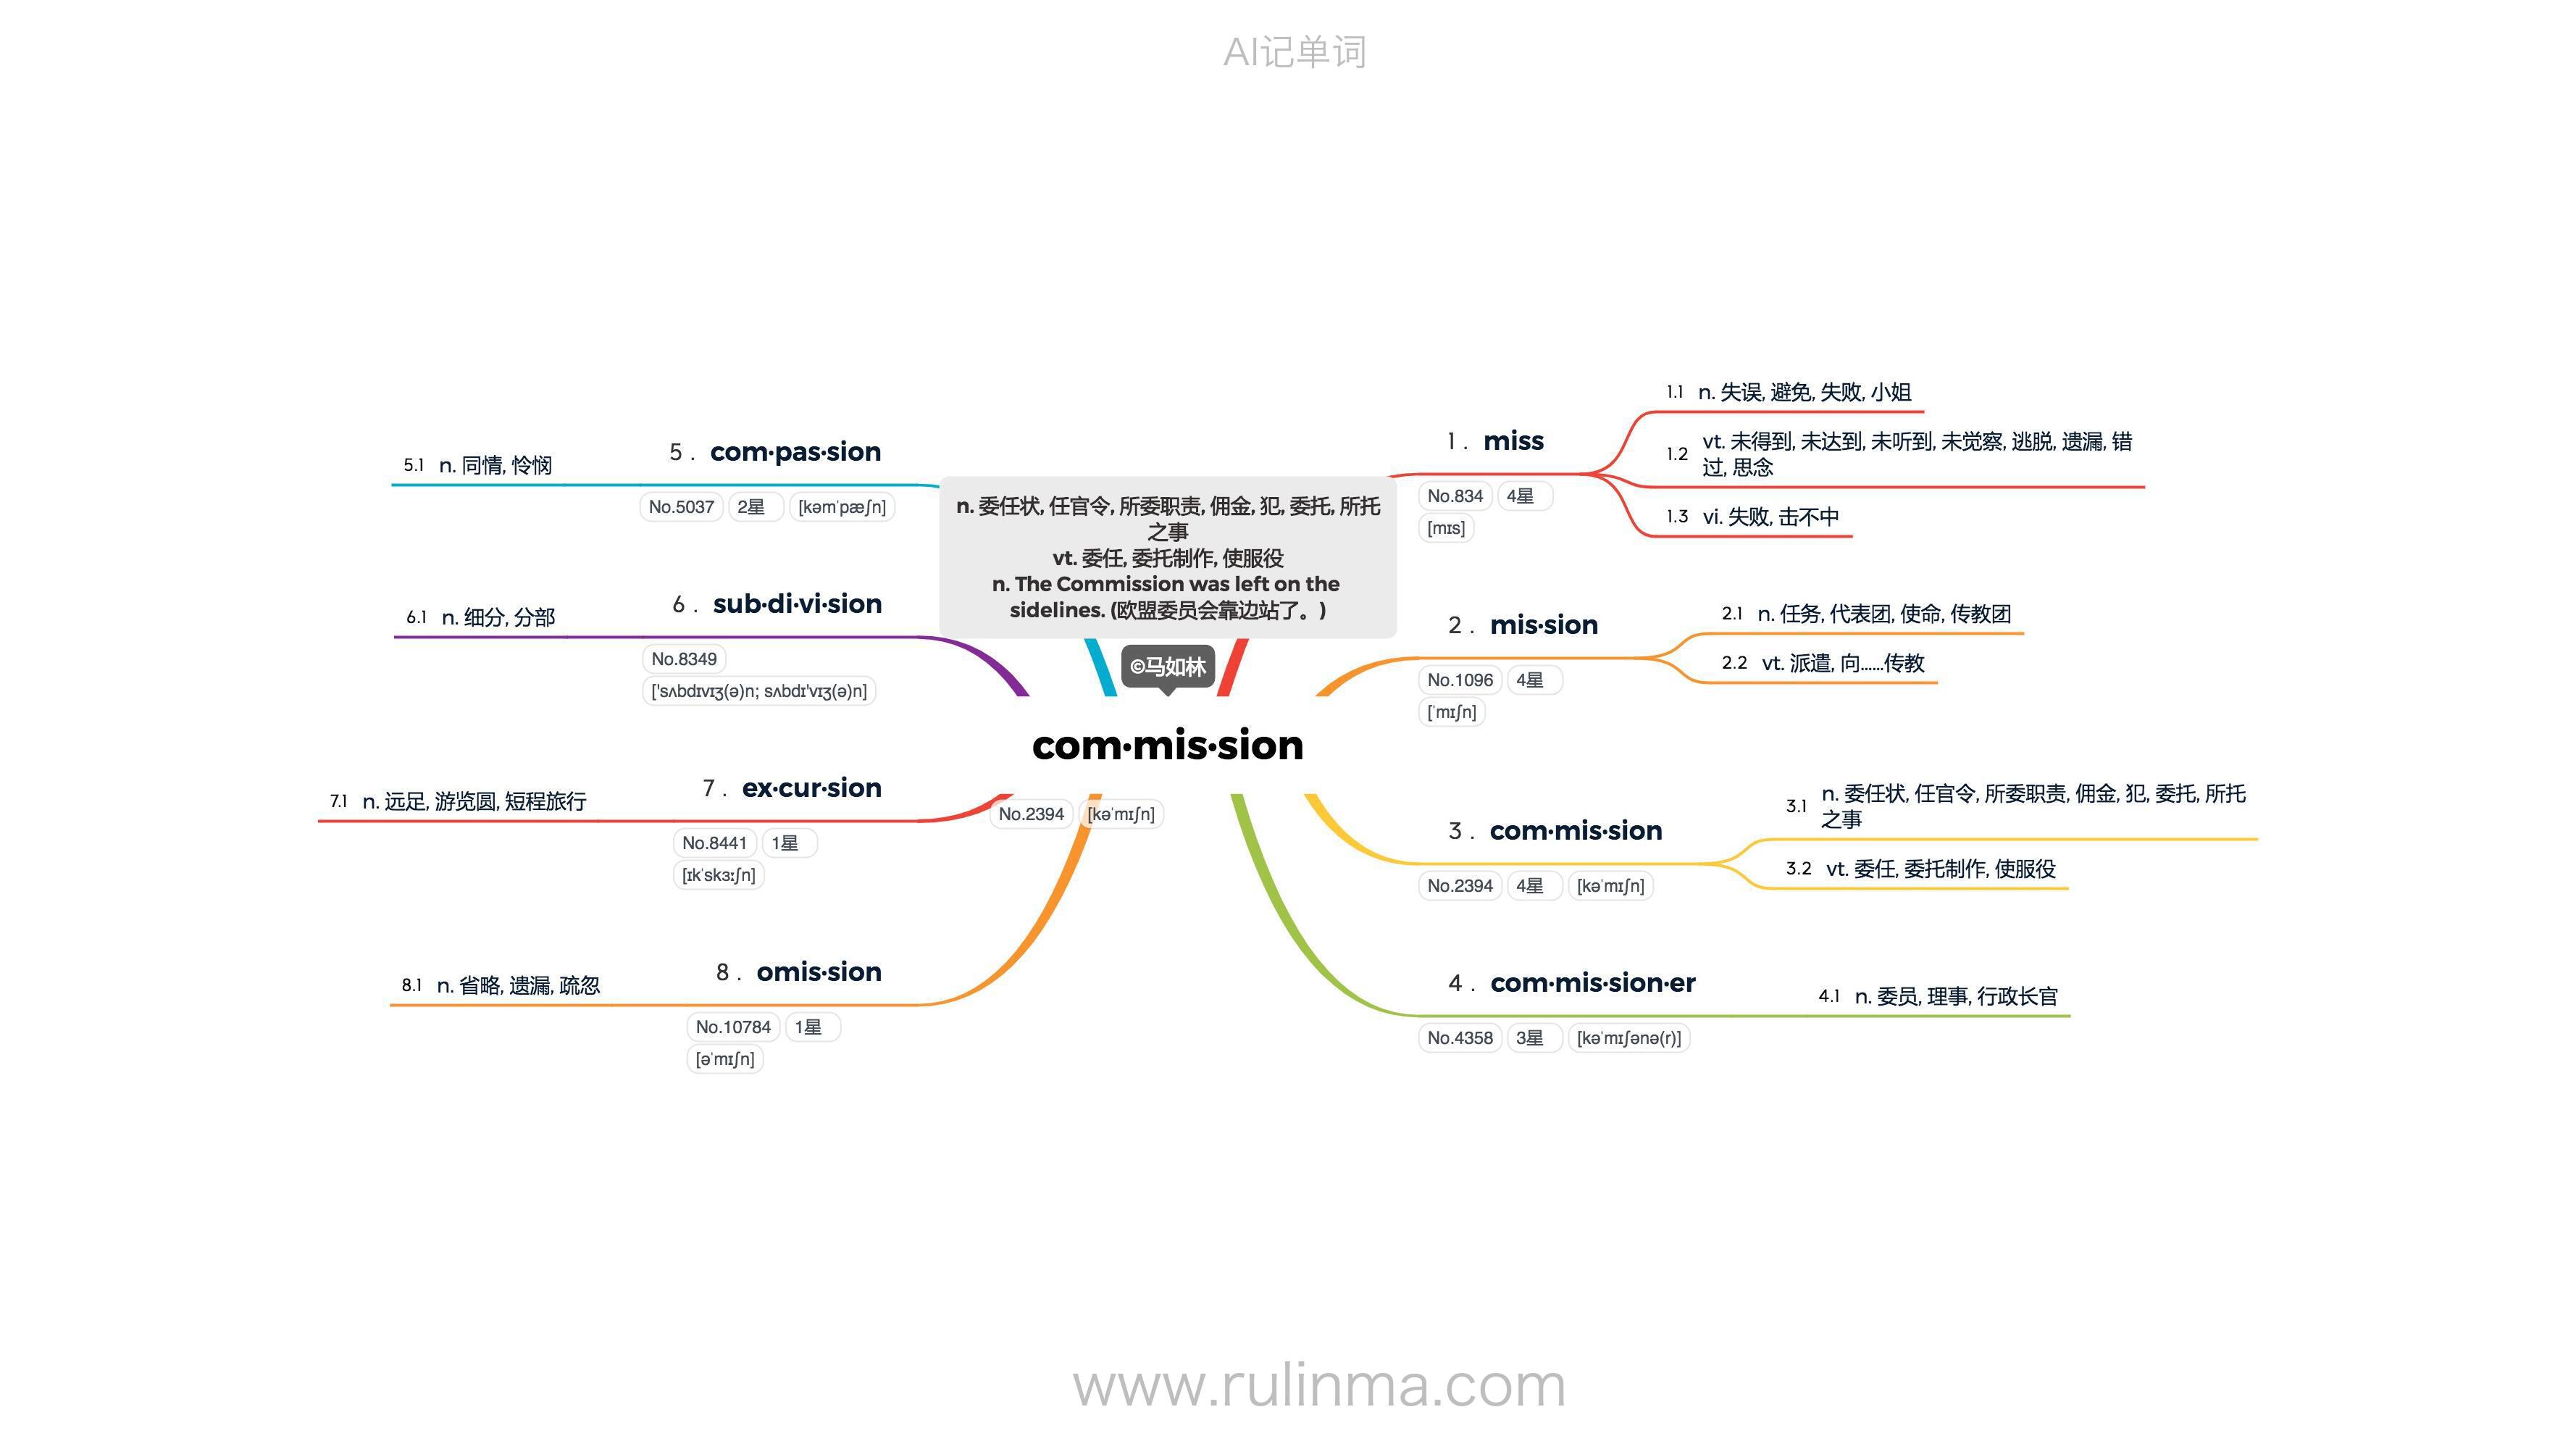 AI记单词
n. 委任状, 任官令, 所委职责, 佣金, 犯, 委托, 所托
之事
vt. 委任, 委托制作, 使服役
n. The Commission was left on the
sidelines. (欧盟委员会靠边站了。)
©马如林
com·mis·sion
No.2394 [kəˈmɪʃn]
1 . miss
No.834 4星
[mɪs]
1.1 n. 失误, 避免, 失败, 小姐
1.2 vt. 未得到, 未达到, 未听到, 未觉察, 逃脱, 遗漏, 错
过, 思念
1.3 vi. 失败, 击不中
2 . mis·sion
No.1096 4星
[ˈmɪʃn]
2.1 n. 任务, 代表团, 使命, 传教团
2.2 vt. 派遣, 向......传教
3 . com·mis·sion
No.2394 4星 [kəˈmɪʃn]
3.1 n. 委任状, 任官令, 所委职责, 佣金, 犯, 委托, 所托
之事
3.2 vt. 委任, 委托制作, 使服役
4 . com·mis·sion·er
No.4358 3星 [kəˈmɪʃənə(r)]
4.1 n. 委员, 理事, 行政长官
5 . com·pas·sion
No.5037 2星 [kəmˈpæʃn]
5.1 n. 同情, 怜悯
6 . sub·di·vi·sion
No.8349
['sʌbdɪvɪʒ(ə)n; sʌbdɪ'vɪʒ(ə)n]
6.1 n. 细分, 分部
7 . ex·cur·sion
No.8441 1星
[ɪkˈskɜːʃn]
7.1 n. 远足, 游览圆, 短程旅行
8 . omis·sion
No.10784 1星
[əˈmɪʃn]
8.1 n. 省略, 遗漏, 疏忽
www.rulinma.com